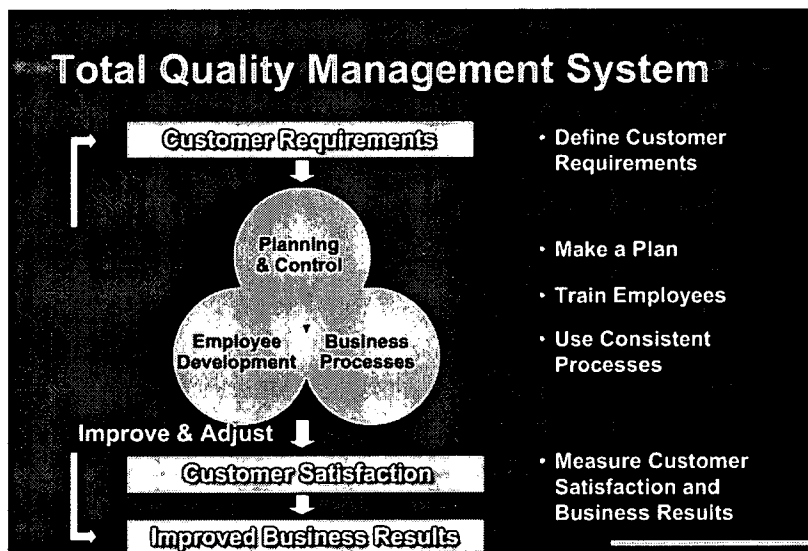 Total Quality Management System
Customer Requirements
Planning
& Control
Employee
Development
Business
Processes
Improve & Adjust
Customer Satisfaction
Improved Business Results
• Define Customer
Requirements
• Make a Plan
• Train Employees
• Use Consistent
Processes
• Measure Customer
Satisfaction and
Business Results